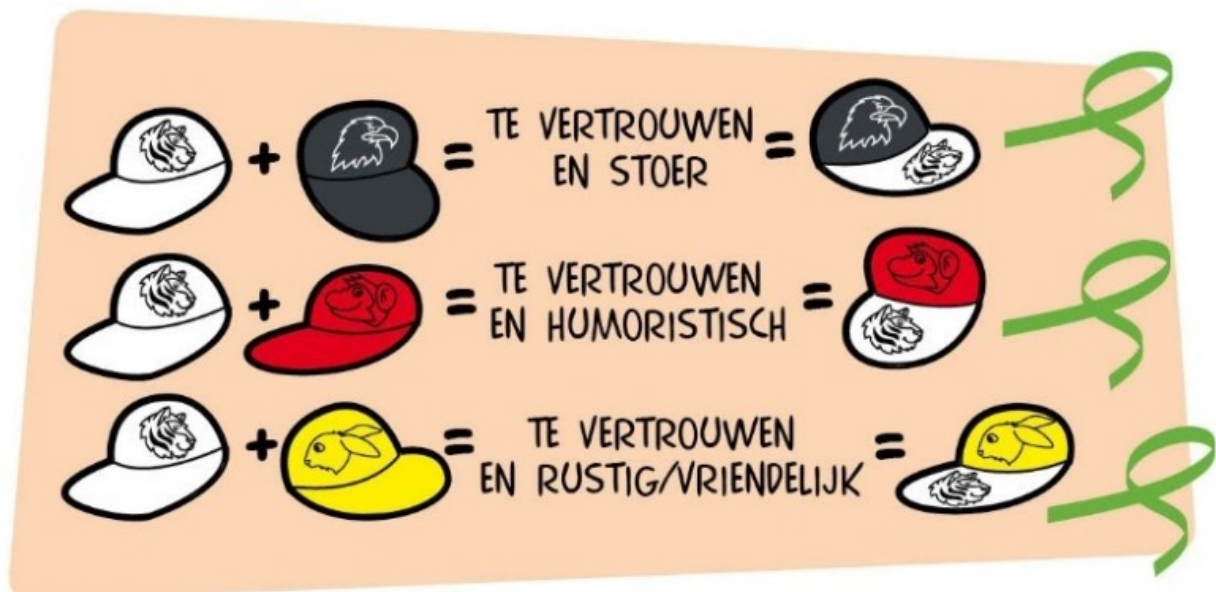 + = TE VERTROUWEN =
EN STOER
+ = TE VERTROUWEN =
EN HUMORISTISCH
+ = TE VERTROUWEN =
EN RUSTIG/VRIENDELIJK